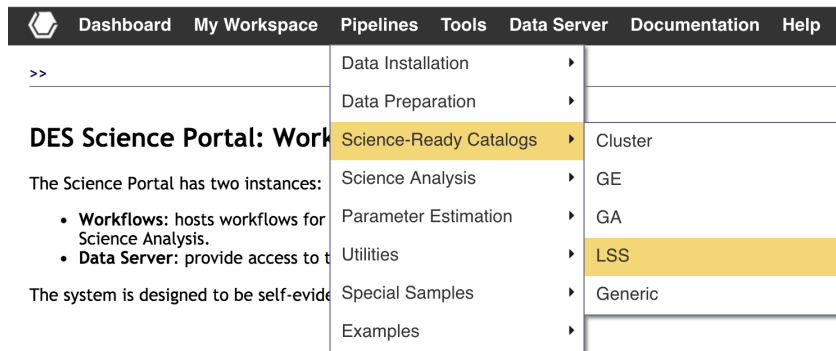 Dashboard My Workspace Pipelines Tools Data Server Documentation Help
>>
Data Installation
Data Preparation
DES Science Portal: Work
Science-Ready Catalogs
Cluster
The Science Portal has two instances:
Science Analysis
GE
Workflows: hosts workflows for
Science Analysis.
Parameter Estimation
GA
Data Server: provide access to t
Utilities
LSS
The system is designed to be self-evide
Special Samples
Generic
Examples